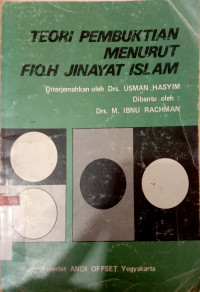 TEORI PEMBUKTIAN
MENURUT
FIQH JINAYAT ISLAM
Diterjemahkan oleh Drs. USMAN HASYIM
Dibantu oleh :
Drs. M. IBNU RACHMAN
Penerbit ANDI OFFSET Yogyakarta